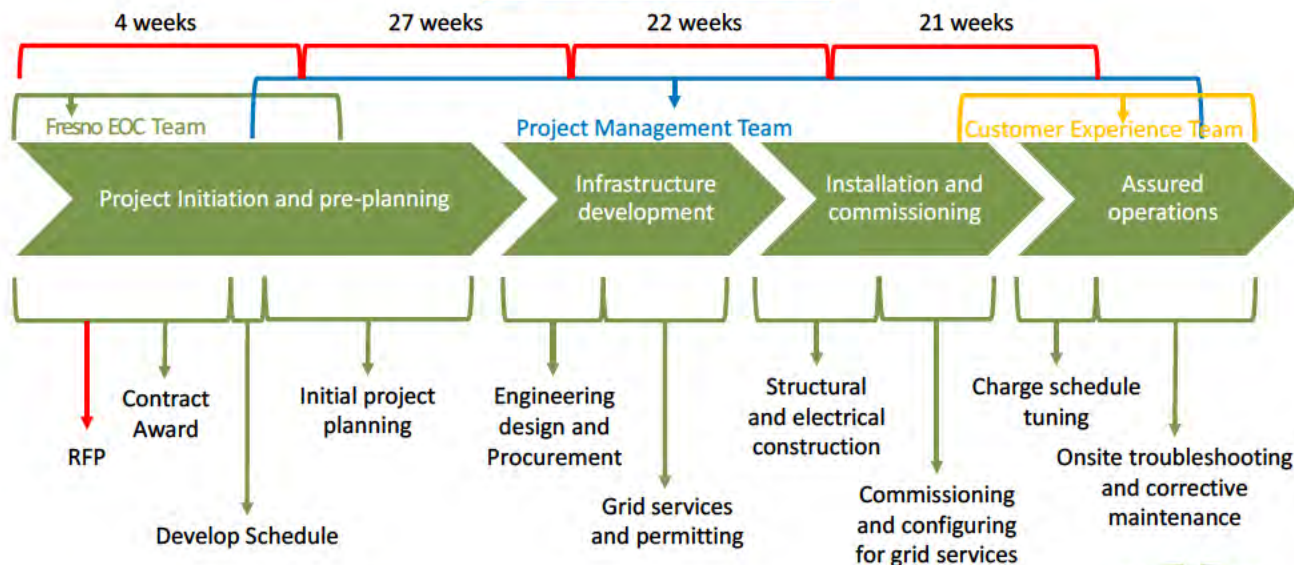 4 weeks
27 weeks
22 weeks
21 weeks
Fresno EOC Team
Project Management Team
Customer Experience Team
Project Initiation and pre-planning
Infrastructure
development
Installation and
commissioning
Assured
operations
RFP
Contract
Award
Develop Schedule
Initial project
planning
Engineering
design and
Procurement
Grid services
and permitting
Structural
and electrical
construction
Commissioning
and configuring
for grid services
Charge schedule
tuning
Onsite troubleshooting
and corrective
maintenance